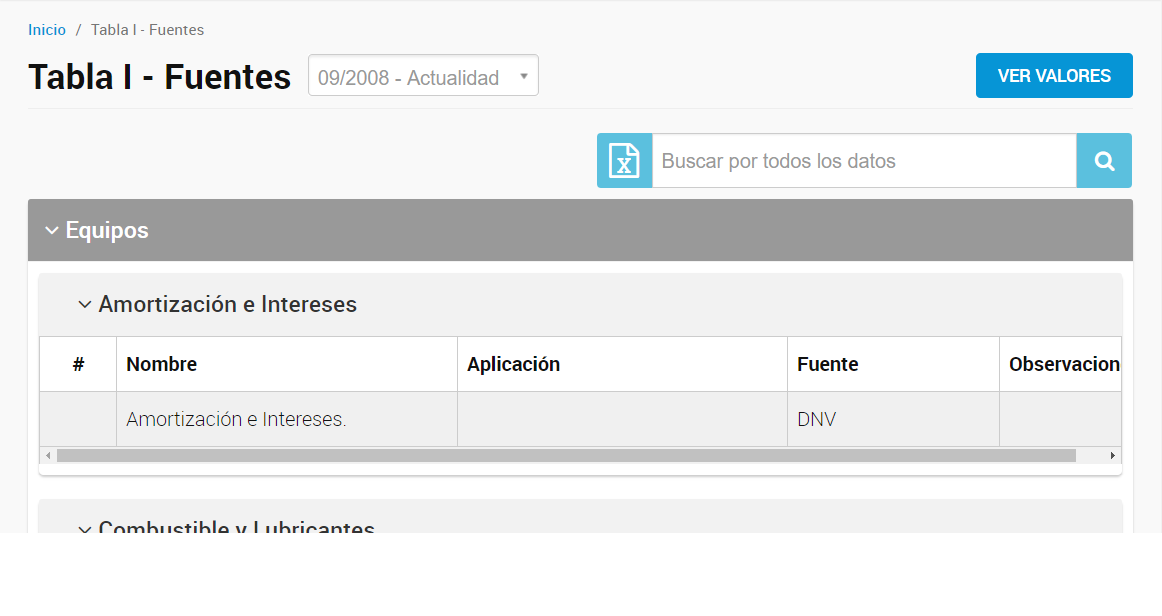 Inicio / Tabla I - Fuentes
Tabla I - Fuentes 09/2008 - Actualidad VER VALORES
Buscar por todos los datos
Equipos
Amortización e Intereses
# Nombre Aplicación Fuente Observacion
Amortización e Intereses. DNV
Combustible y Lubricantes